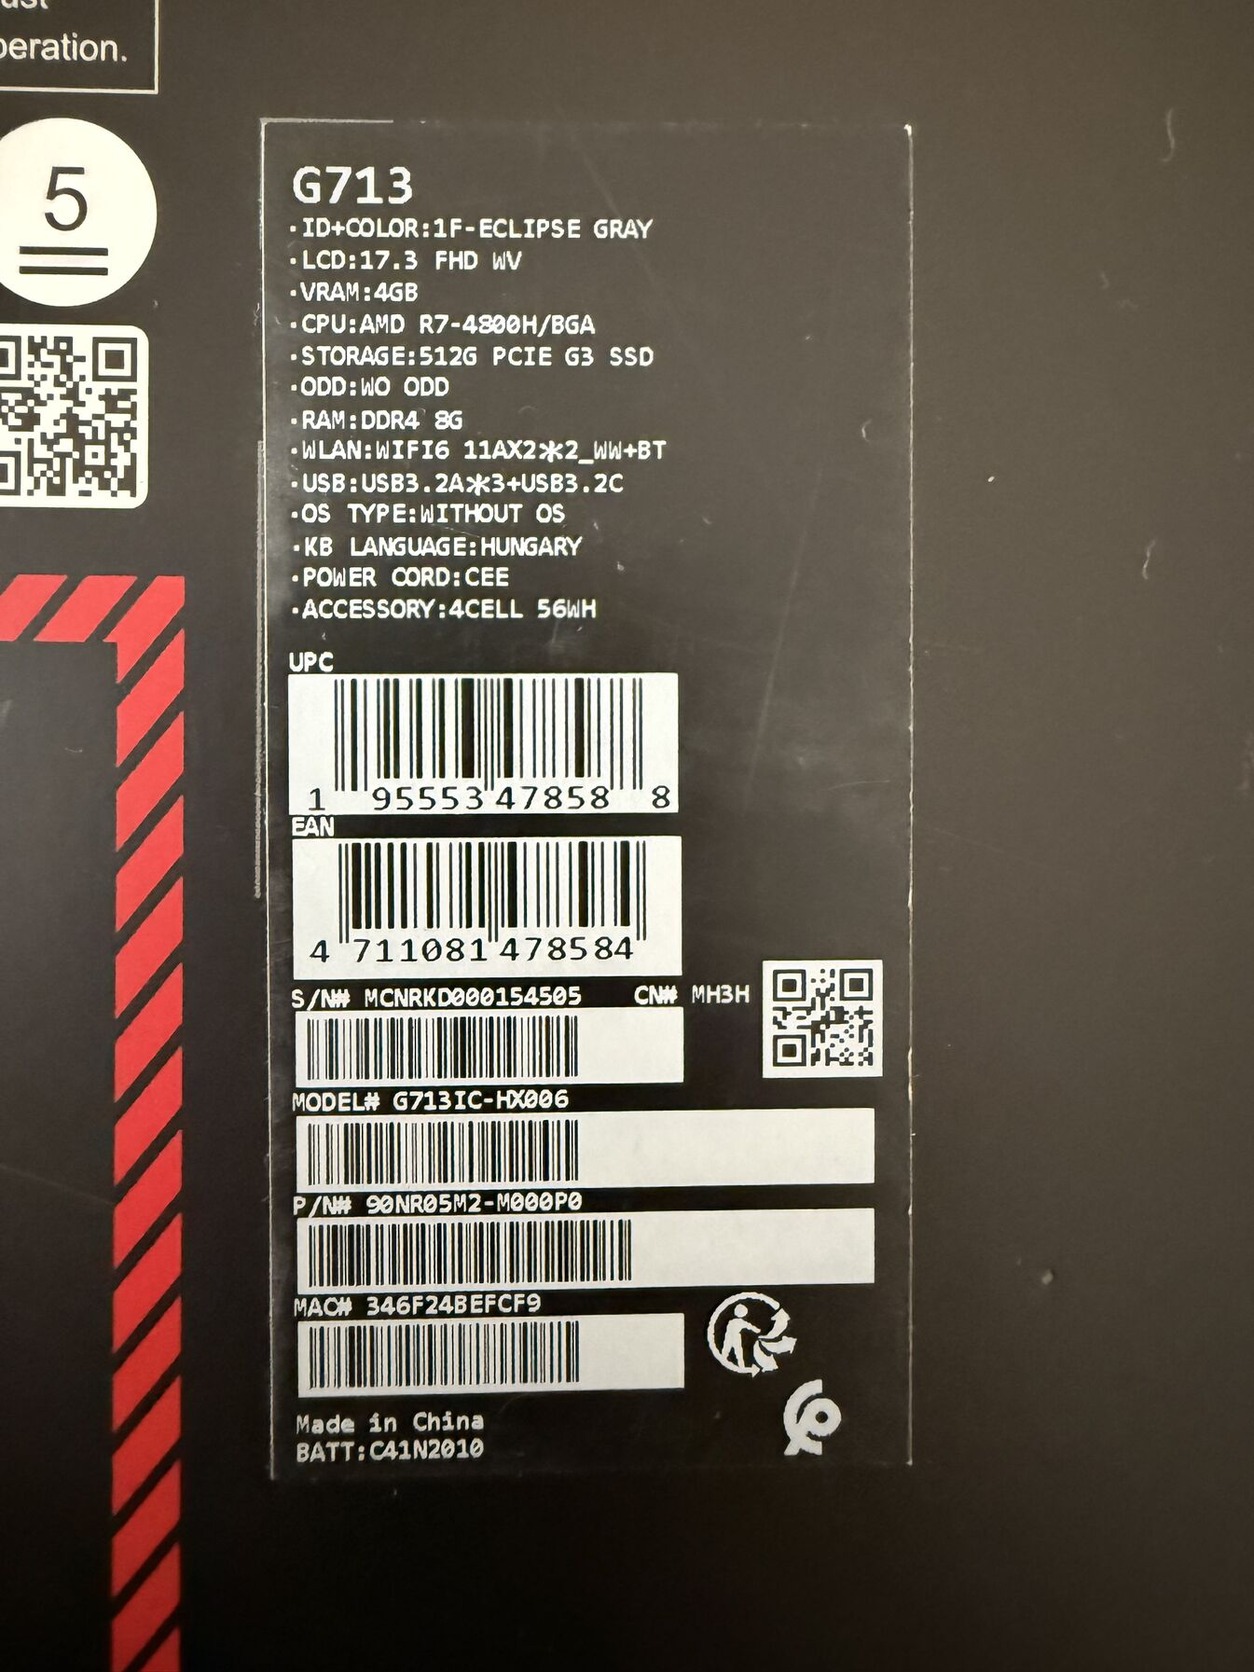 peration.
5
G713
·ID+COLOR:1F-ECLIPSE GRAY
·LCD:17.3 FHD WV
·VRAM:4GB
·CPU:AMD R7-4800H/BGA
·STORAGE:512G PCIE G3 SSD
·ODD:WO ODD
·RAM:DDR4 8G
·WLAN:WIFI6 11AX2*2_WW+BT
·USB:USB3.2A*3+USB3.2C
·OS TYPE:WITHOUT OS
·KB LANGUAGE:HUNGARY
·POWER CORD:CEE
·ACCESSORY:4CELL 56WH
UPC
1 95553 47858 8
EAN
4 711081 478584
S/N# MCNRKD000154505 CN# MH3H
MODEL# G713IC-HX006
P/N# 90NR05M2-M000P0
MAC# 346F24BEFCF9
Made in China
BATT:C41N2010